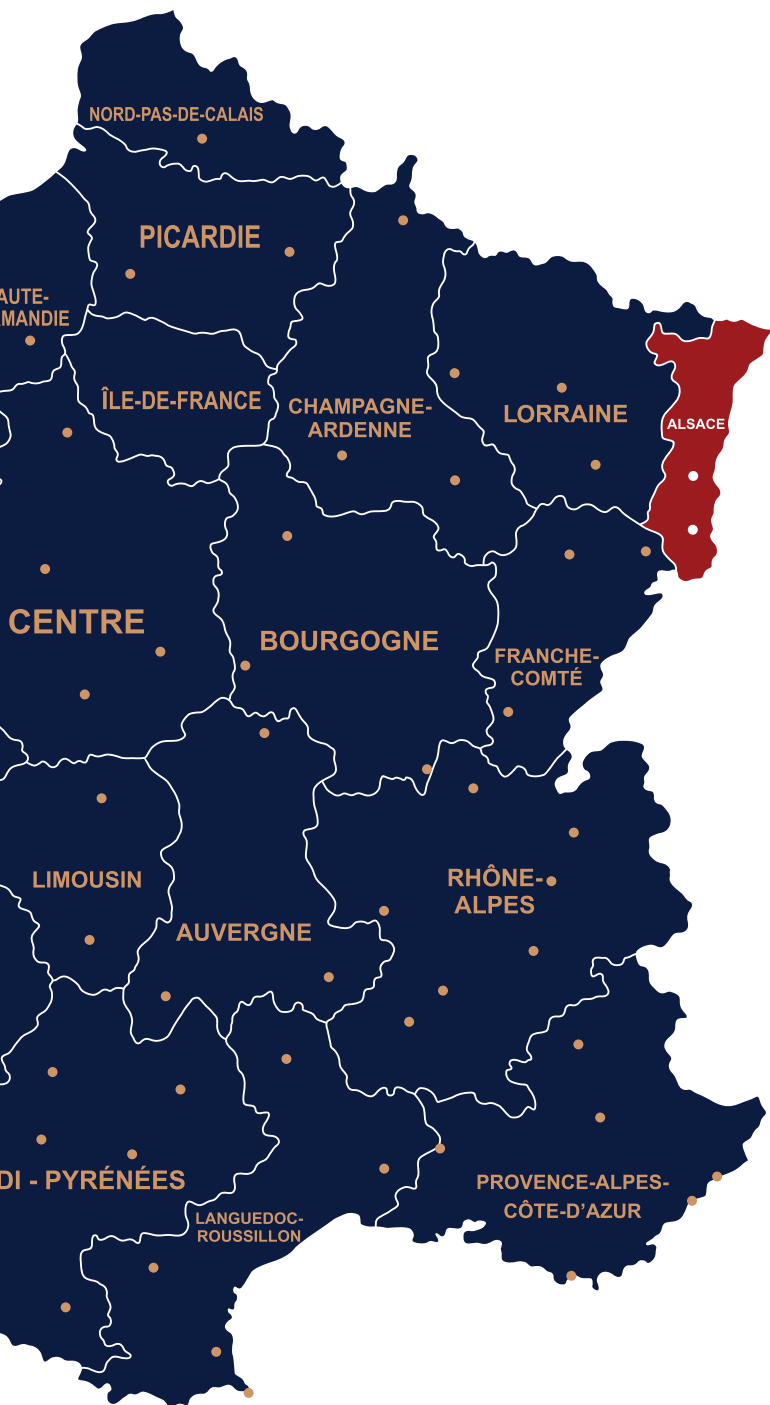 NORD-PAS-DE-CALAIS
PICARDIE
AUTE-
MANDIE
ÎLE-DE-FRANCE
CHAMPAGNE-
ARDENNE
LORRAINE
ALSACE
CENTRE
BOURGOGNE
FRANCHE-
COMTÉ
LIMOUSIN
RHÔNE-
ALPES
AUVERGNE
DI - PYRÉNÉES
PROVENCE-ALPES-
CÔTE-D’AZUR
LANGUEDOC-
ROUSSILLON